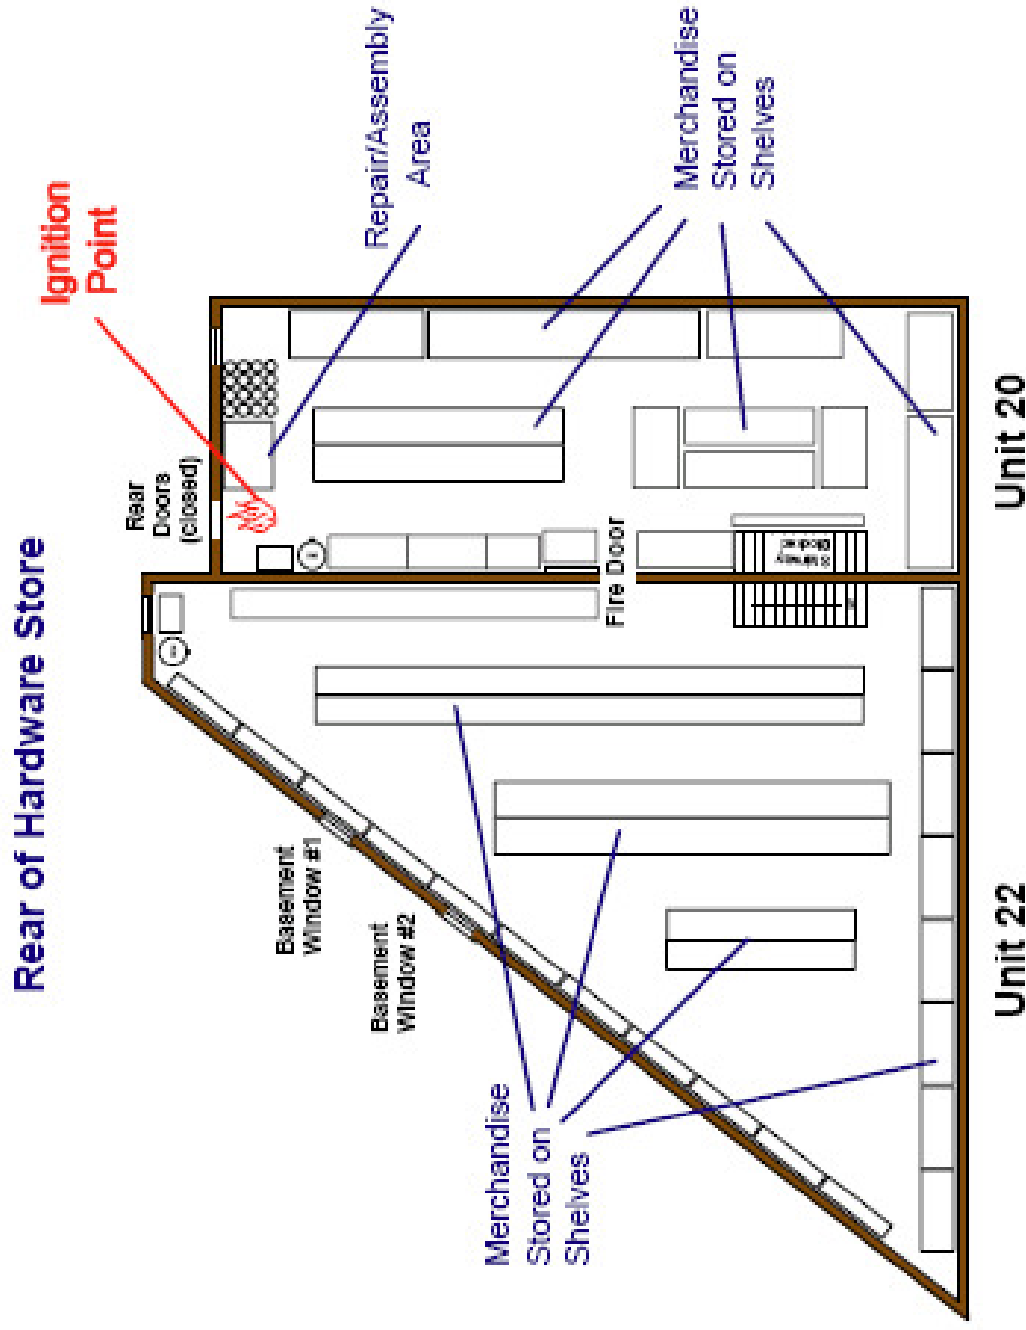 Rear of Hardware Store
Ignition
Point
Repair/Assembly
Area
Merchandise
Stored on
Shelves
Rear
Doors
(closed)
Fire Door
Stairway
Basement
Window #1
Basement
Window #2
Merchandise
Stored on
Shelves
Unit 22
Unit 20